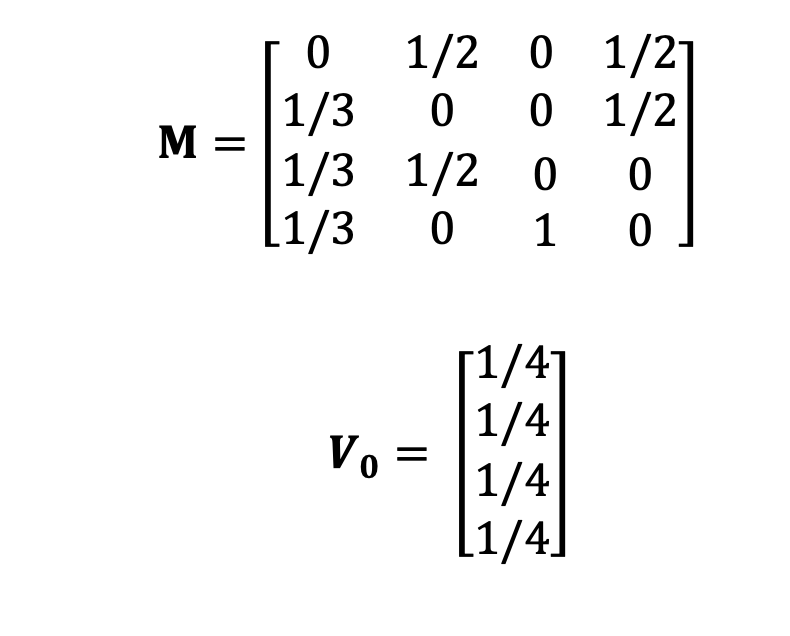 M = [0 1/2 0 1/2
1/3 0 0 1/2
1/3 1/2 0 0
1/3 0 1 0]
V₀ = [1/4
1/4
1/4
1/4]